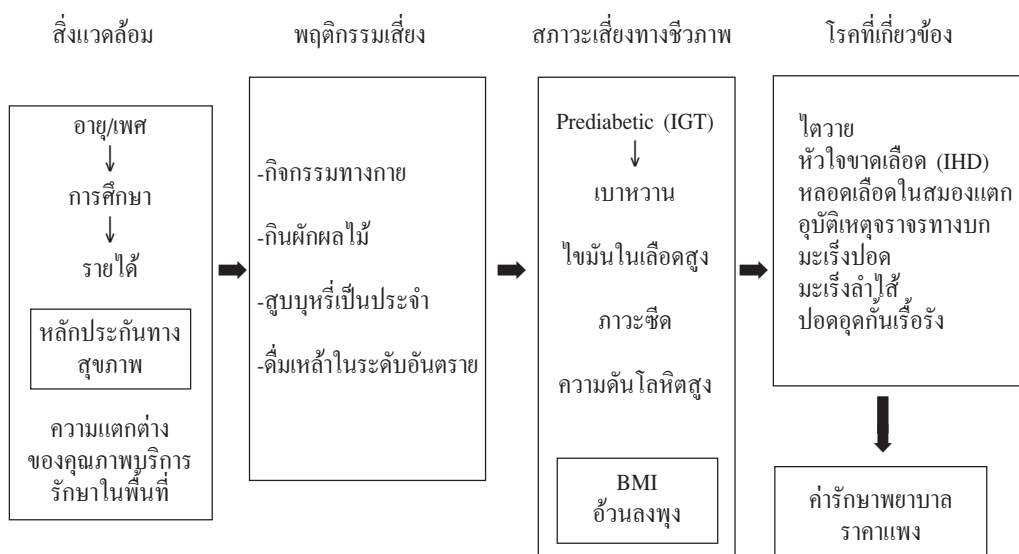 สิ่งแวดล้อม
อายุ/เพศ
การศึกษา
รายได้
หลักประกันทาง
สุขภาพ
ความแตกต่าง
ของคุณภาพบริการ
รักษาในพื้นที่
พฤติกรรมเสี่ยง
-กิจกรรมทางกาย
-กินผักผลไม้
-สูบบุหรี่เป็นประจำ
-ดื่มเหล้าในระดับอันตราย
สภาวะเสี่ยงทางชีวภาพ
Prediabetic (IGT)
เบาหวาน
ไขมันในเลือดสูง
ภาวะซีด
ความดันโลหิตสูง
BMI
อ้วนลงพุง
โรคที่เกี่ยวข้อง
ไตวาย
หัวใจขาดเลือด (IHD)
หลอดเลือดในสมองแตก
อุบัติเหตุจราจรทางบก
มะเร็งปอด
มะเร็งลำไส้
ปอดอุดกั้นเรื้อรัง
ค่ารักษาพยาบาล
ราคาแพง